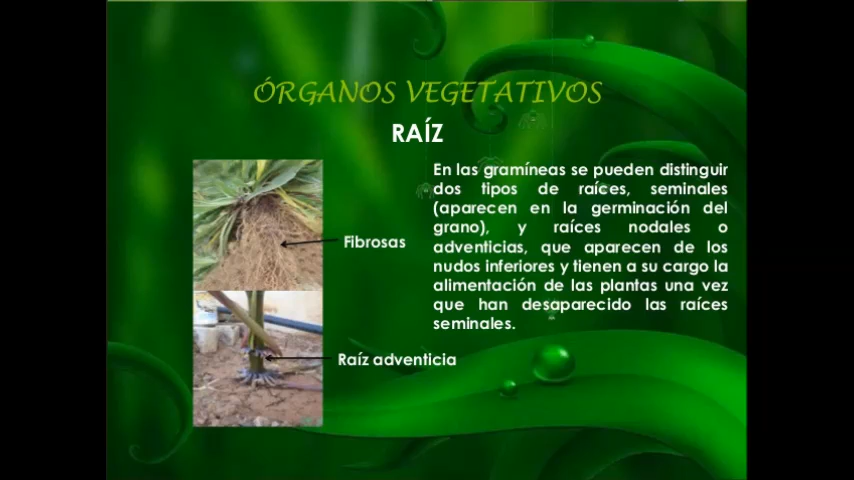 ÓRGANOS VEGETATIVOS
RAÍZ
En las gramíneas se pueden distinguir
dos tipos de raíces, seminales
(aparecen en la germinación del
grano), y raíces nodales o
adventicias, que aparecen de los
nudos inferiores y tienen a su cargo la
alimentación de las plantas una vez
que han desaparecido las raíces
seminales.
Fibrosas
Raíz adventicia